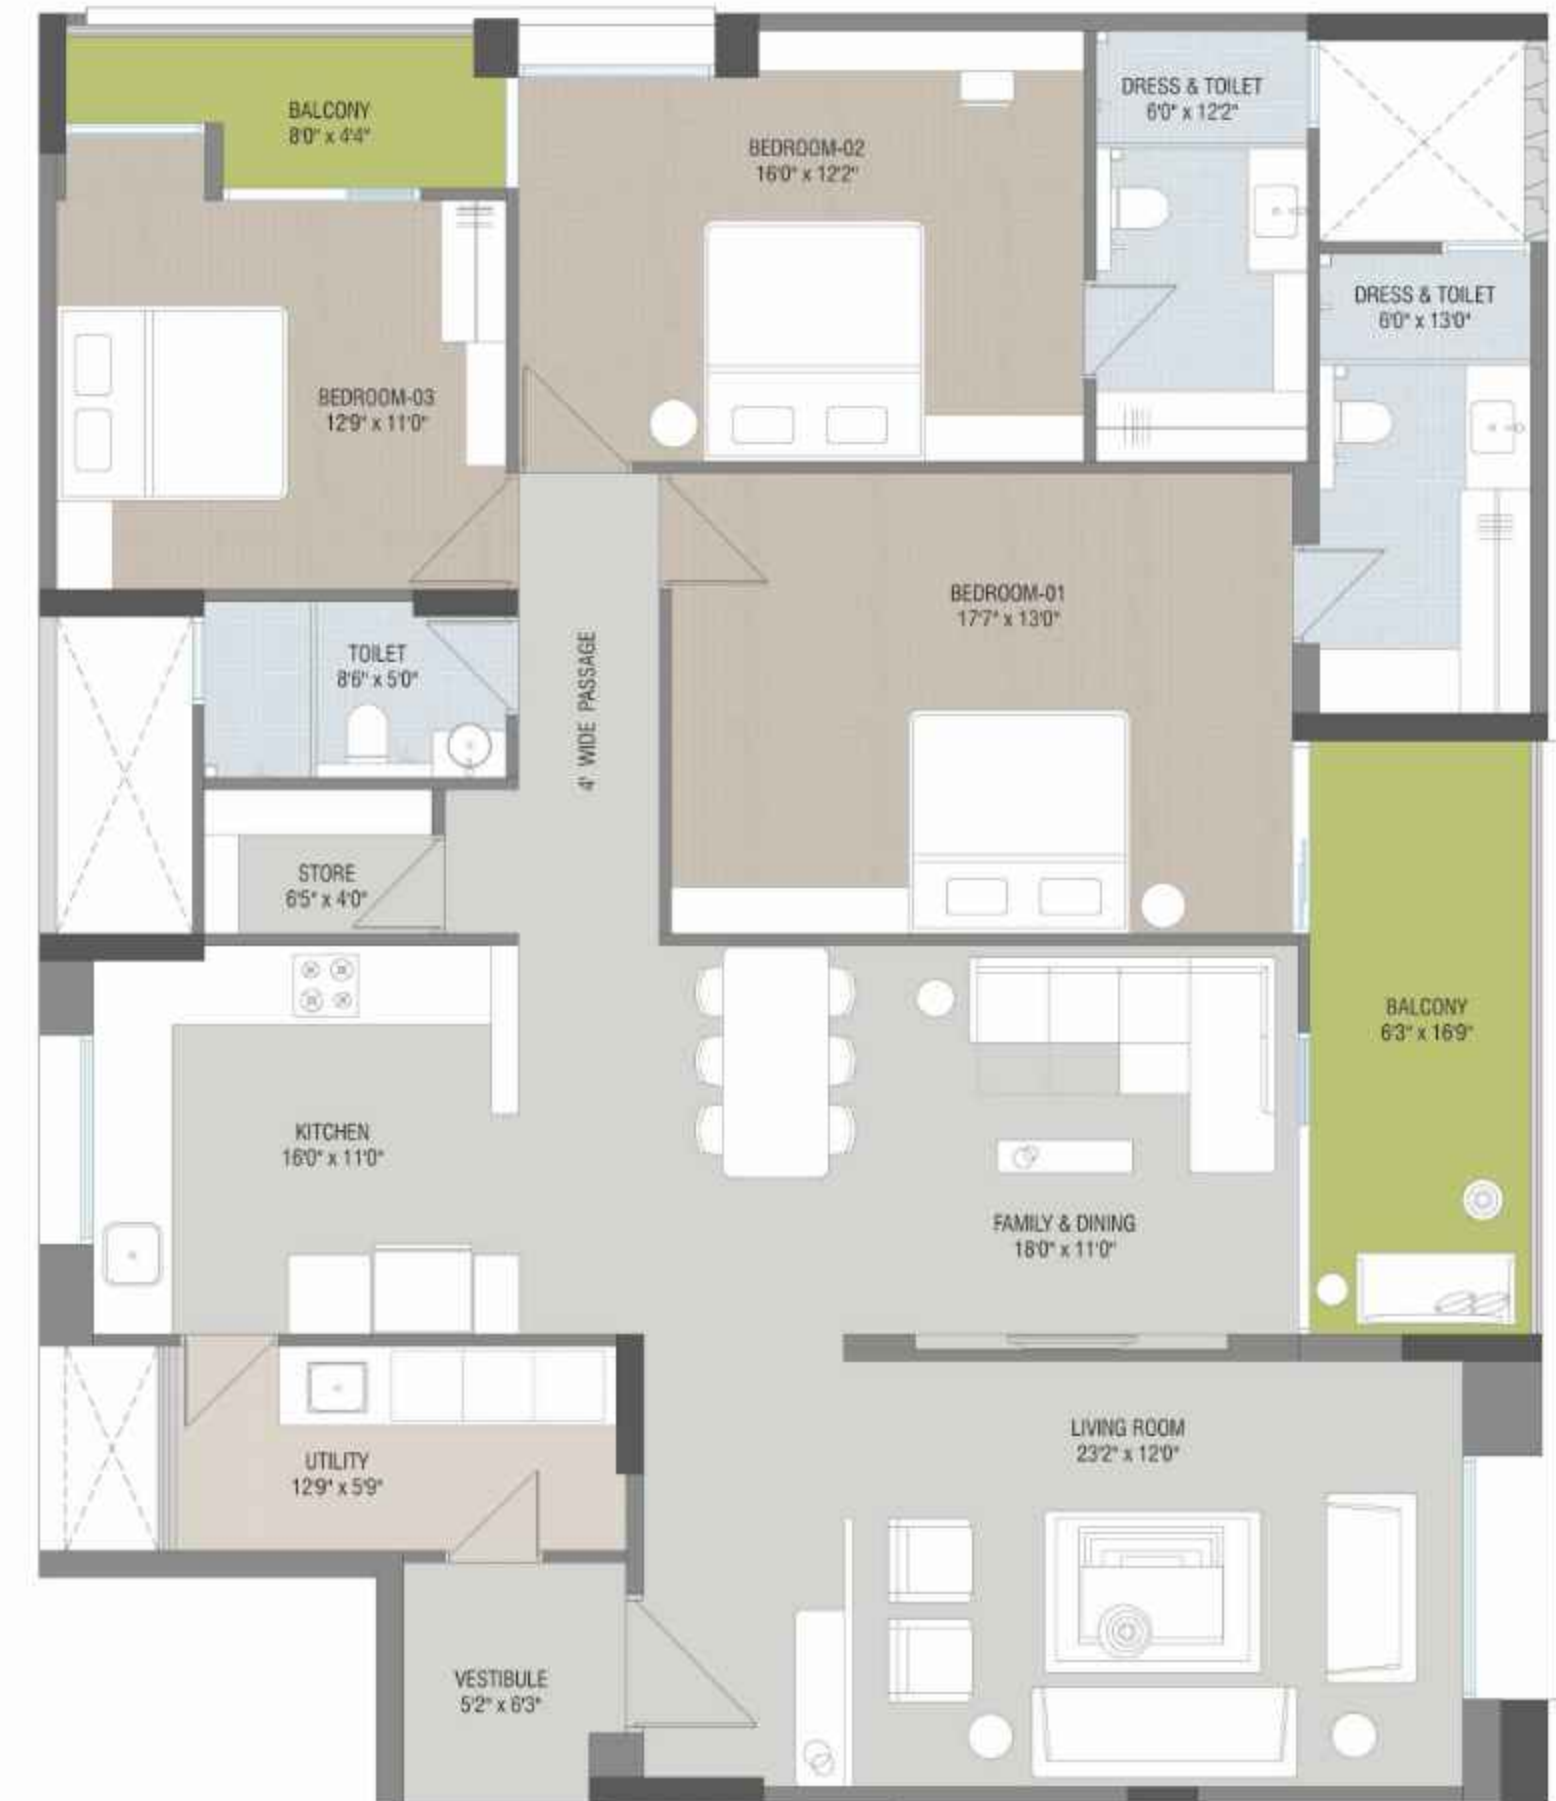 BALCONY
8'0" x 4'4"
BEDROOM-02
16'0" x 12'2"
DRESS & TOILET
6'0" x 12'2"
DRESS & TOILET
6'0" x 13'0"
BEDROOM-03
12'9" x 11'0"
BEDROOM-01
17'7" x 13'0"
TOILET
8'6" x 5'0"
4' WIDE PASSAGE
STORE
6'5" x 4'0"
BALCONY
6'3" x 16'9"
KITCHEN
16'0" x 11'0"
FAMILY & DINING
18'0" x 11'0"
LIVING ROOM
23'2" x 12'0"
UTILITY
12'9" x 5'9"
VESTIBULE
5'2" x 6'3"